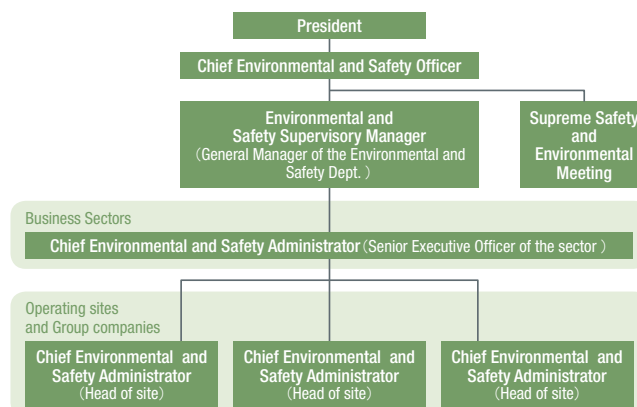 President
Chief Environmental and Safety Officer
Environmental and
Safety Supervisory Manager
（General Manager of the Environmental and
Safety Dept.）
Supreme Safety
and
Environmental
Meeting
Business Sectors
Chief Environmental and Safety Administrator（Senior Executive Officer of the sector）
Operating sites
and Group companies
Chief Environmental and
Safety Administrator
（Head of site）
Chief Environmental and
Safety Administrator
（Head of site）
Chief Environmental and
Safety Administrator
（Head of site）